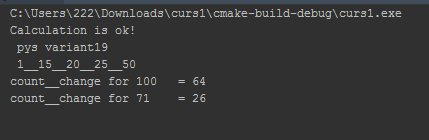 C:\Users\222\Downloads\curs1\cmake-build-debug\curs1.exe
Calculation is ok!
pys variant19
1__15__20__25__50
count__change for 100   = 64
count__change for 71    = 26